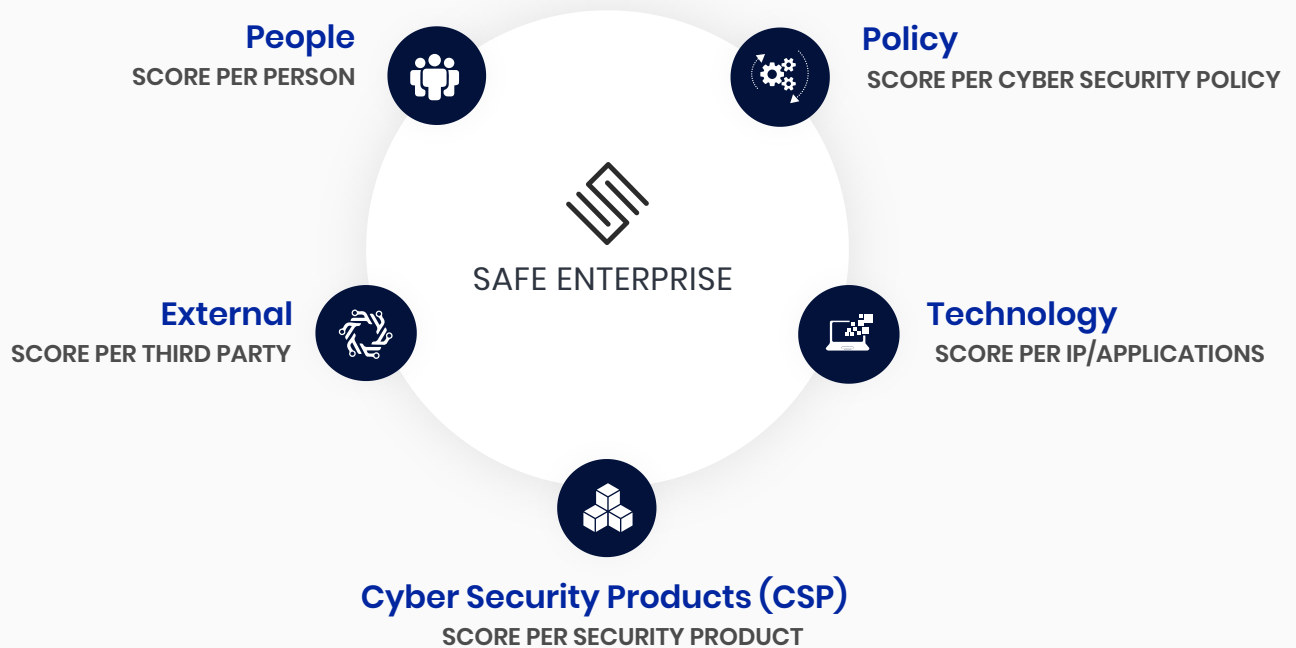 People
SCORE PER PERSON
Policy
SCORE PER CYBER SECURITY POLICY
SAFE ENTERPRISE
External
SCORE PER THIRD PARTY
Technology
SCORE PER IP/APPLICATIONS
Cyber Security Products (CSP)
SCORE PER SECURITY PRODUCT